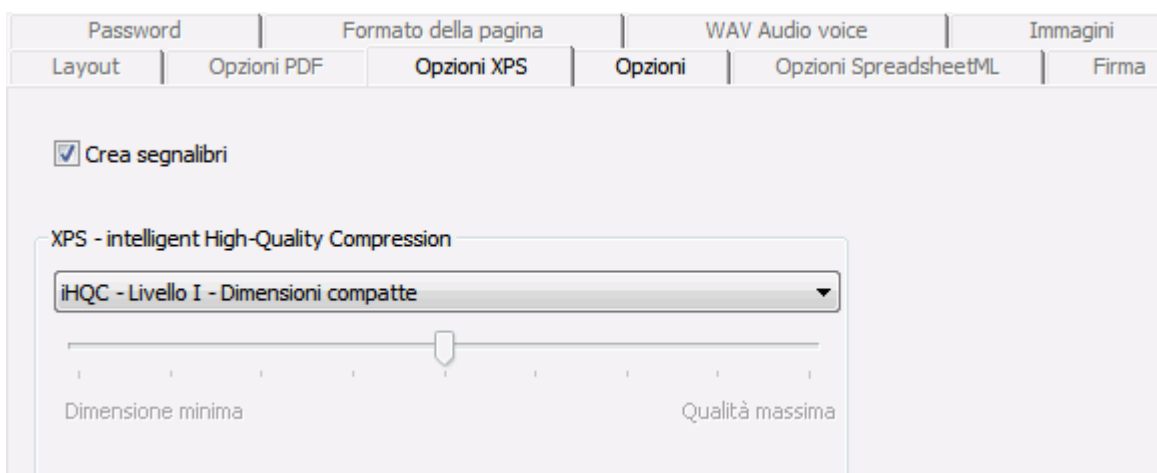 Password Formato della pagina WAV Audio voice Immagini
Layout Opzioni PDF Opzioni XPS Opzioni Opzioni SpreadsheetML Firma
Crea segnalibri
XPS - intelligent High-Quality Compression
iHQC - Livello I - Dimensioni compatte
Dimensione minima Qualità massima